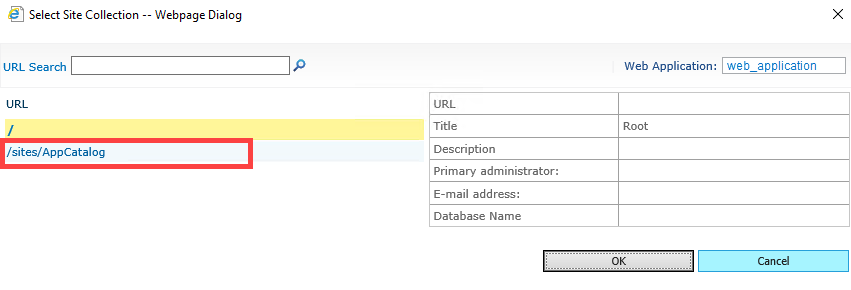 Select Site Collection -- Webpage Dialog
URL Search
Web Application: web_application
URL
/
/sites/AppCatalog
URL
Title Root
Description
Primary administrator:
E-mail address:
Database Name
OK Cancel